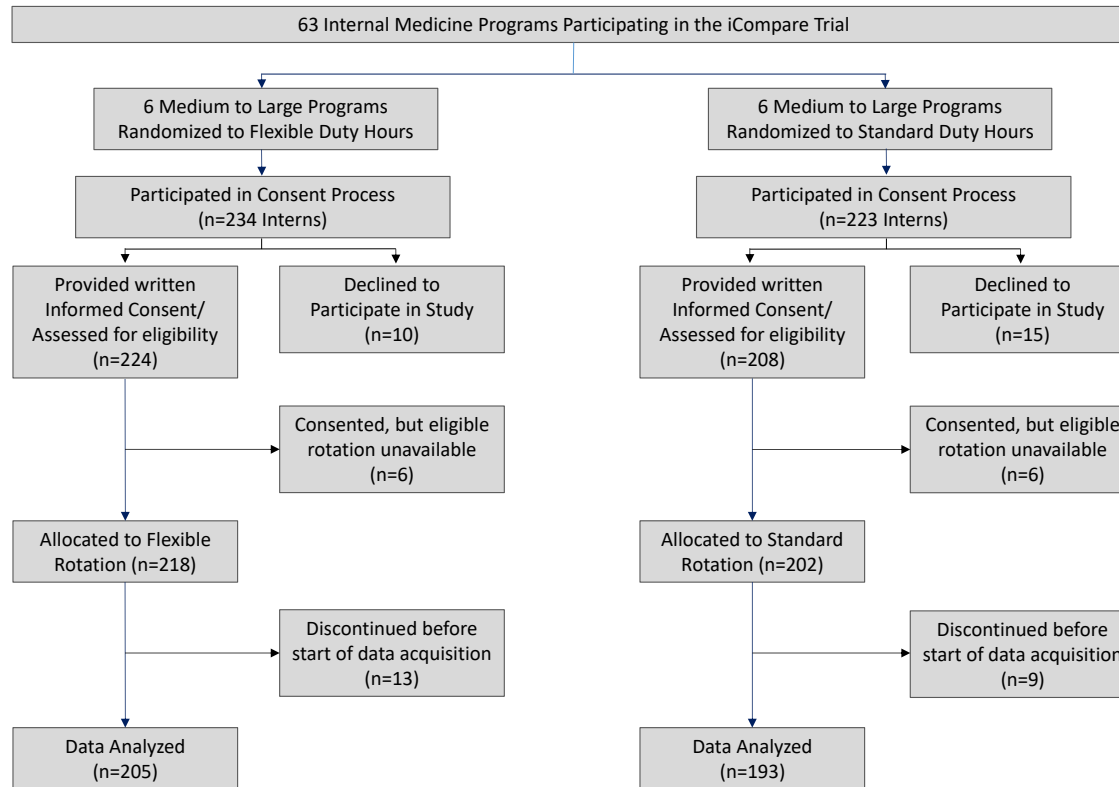 63 Internal Medicine Programs Participating in the iCompare Trial
6 Medium to Large Programs
Randomized to Flexible Duty Hours
6 Medium to Large Programs
Randomized to Standard Duty Hours
Participated in Consent Process
(n=234 Interns)
Participated in Consent Process
(n=223 Interns)
Provided written
Informed Consent/
Assessed for eligibility
(n=224)
Declined to
Participate in Study
(n=10)
Provided written
Informed Consent/
Assessed for eligibility
(n=208)
Declined to
Participate in Study
(n=15)
Consented, but eligible
rotation unavailable
(n=6)
Consented, but eligible
rotation unavailable
(n=6)
Allocated to Flexible
Rotation (n=218)
Allocated to Standard
Rotation (n=202)
Discontinued before
start of data acquisition
(n=13)
Discontinued before
start of data acquisition
(n=9)
Data Analyzed
(n=205)
Data Analyzed
(n=193)